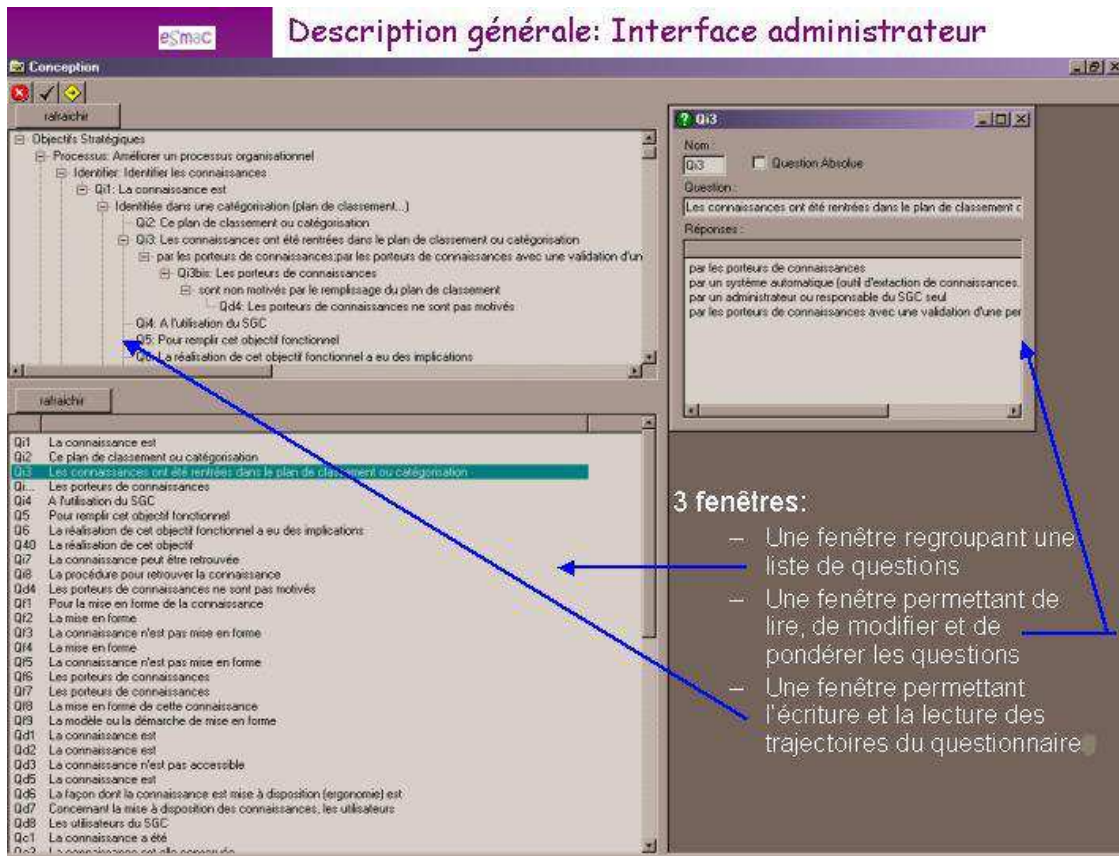 eSmac
Description générale: Interface administrateur
Conception
rafraichir
Objectifs Stratégiques
Processus: Améliorer un processus organisationnel
Identifier: Identifier les connaissances
Qi1: La connaissance est
Identifiée dans une catégorisation (plan de classement...)
Qi2: Ce plan de classement ou catégorisation
Qi3: Les connaissances ont été rentrées dans le plan de classement ou catégorisation
par les porteurs de connaissances;par les porteurs de connaissances avec une validation d'un
Qi3bis: Les porteurs de connaissances
sont non motivés par le remplissage du plan de classement
Qd4: Les porteurs de connaissances ne sont pas motivés
Qi4: A l'utilisation du SGC
Q5: Pour remplir cet objectif fonctionnel
Q6: La réalisation de cet objectif fonctionnel a eu des implications
rafraichir
Qi1 La connaissance est
Qi2 Ce plan de classement ou catégorisation
Qi3 Les connaissances ont été rentrées dans le plan de classement ou catégorisation
Qi... Les porteurs de connaissances
Qi4 A l'utilisation du SGC
Q5 Pour remplir cet objectif fonctionnel
Q6 La réalisation de cet objectif fonctionnel a eu des implications
Q40 La réalisation de cet objectif
Qi7 La connaissance peut être retrouvée
Qi8 La procédure pour retrouver la connaissance
Qd4 Les porteurs de connaissances ne sont pas motivés
Qf1 Pour la mise en forme de la connaissance
Qf2 La mise en forme
Qf3 La connaissance n'est pas mise en forme
Qf4 La mise en forme
Qf5 La connaissance n'est pas mise en forme
Qf6 Les porteurs de connaissances
Qf7 Les porteurs de connaissances
Qf8 La mise en forme de cette connaissance
Qf9 La modèle ou la démarche de mise en forme
Qd1 La connaissance est
Qd2 La connaissance est
Qd3 La connaissance n'est pas accessible
Qd5 La connaissance est
Qd6 La façon dont la connaissance est mise à disposition (ergonomie) est
Qd7 Concernant la mise à disposition des connaissances, les utilisateurs
Qd8 Les utilisateurs du SGC
Qc1 La connaissance a été
Qc2 La connaissance est elle conservée
Qi3
Nom :
Qi3 Question Absolue
Question :
Les connaissances ont été rentrées dans le plan de classement c
Réponses :
par les porteurs de connaissances
par un système automatique (outil d'extaction de connaissances.
par un administrateur ou responsable du SGC seul
par les porteurs de connaissances avec une validation d'une per
3 fenêtres:
– Une fenêtre regroupant une
liste de questions
– Une fenêtre permettant de
lire, de modifier et de
pondérer les questions
– Une fenêtre permettant
l'écriture et la lecture des
trajectoires du questionnaire